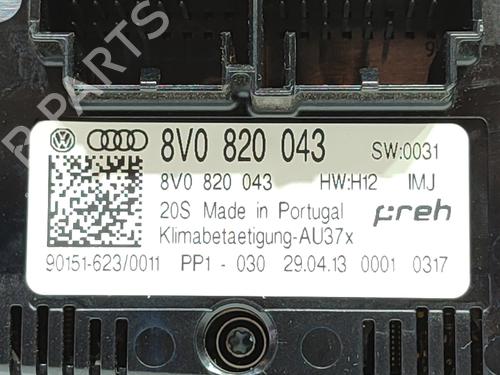 B-PARTS
8V0 820 043 SW:0031
8V0 820 043 HW:H12 IMJ
20S Made in Portugal preh
Klimabetaetigung-AU37x
90151-623/0011 PP1 - 030 29.04.13 0001 0317